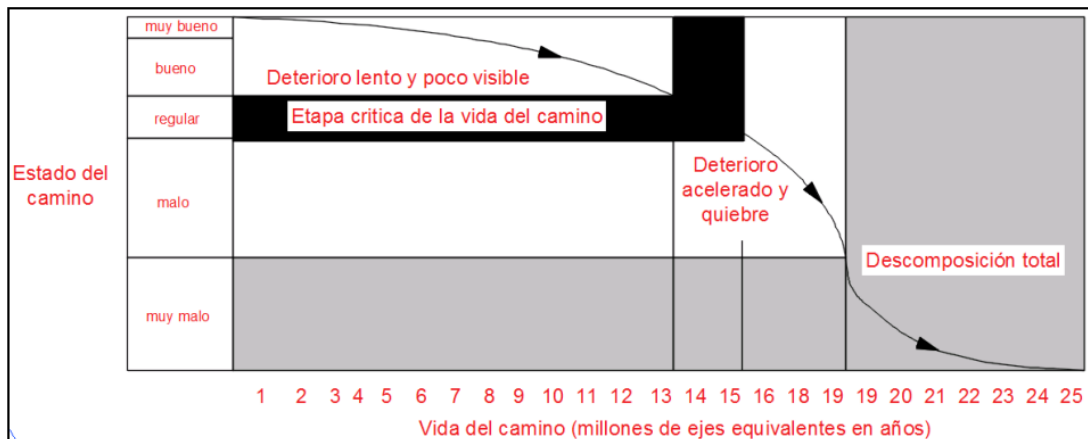 muy bueno
bueno
Deterioro lento y poco visible
regular
Etapa critica de la vida del camino
Estado del
camino
malo
Deterioro
acelerado y
quiebre
Descomposición total
muy malo
1 2 3 4 5 6 7 8 9 10 11 12 13 14 15 16 18 19 19 20 21 22 23 24 25
Vida del camino (millones de ejes equivalentes en años)